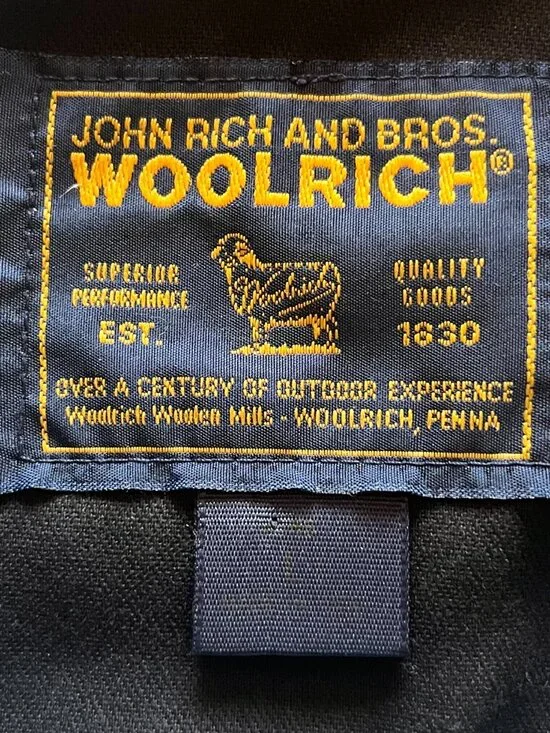 JOHN RICH AND BROS.
WOOLRICH®
SUPERIOR
PERFORMANCE
EST.
Woolrich
QUALITY
GOODS
1830
OVER A CENTURY OF OUTDOOR EXPERIENCE
Woolrich Woolen Mills - WOOLRICH, PENNA